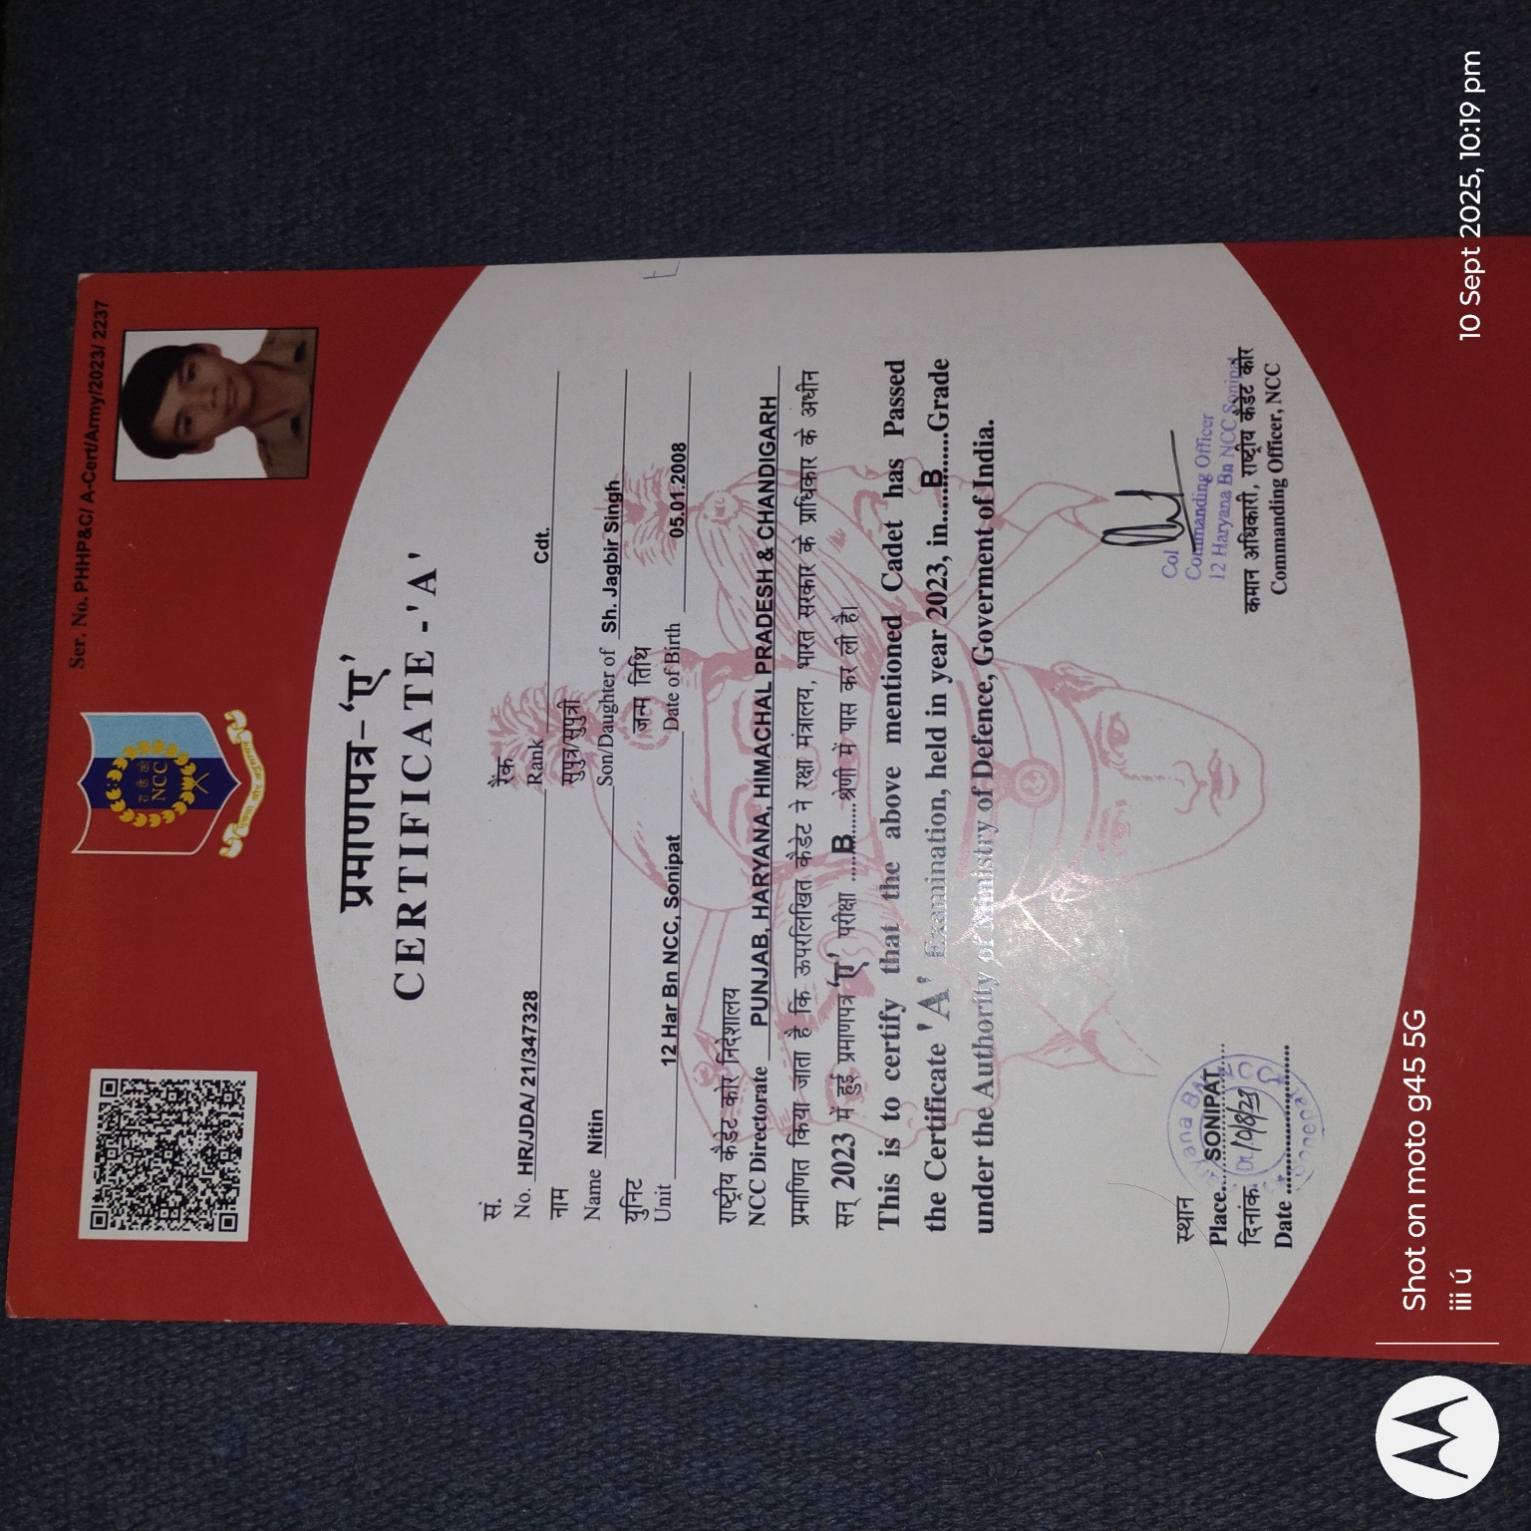 Ser. No. PHHP&C/ A-Cert/Army/2023/ 2237
रा कै को
NCC
एकता और अनुशासन
प्रमाणपत्र–‘ए’
CERTIFICATE -'A'
सं.
No. HR/JDA/ 21/347328
रैंक
Rank Cdt.
नाम
Name Nitin
सुपुत्र/सुपुत्री
Son/Daughter of Sh. Jagbir Singh
युनिट
Unit 12 Har Bn NCC, Sonipat
जन्म तिथि
Date of Birth 05.01.2008
राष्ट्रीय कैडेट कोर निदेशालय
NCC Directorate PUNJAB, HARYANA, HIMACHAL PRADESH & CHANDIGARH
प्रमाणित किया जाता है कि ऊपरलिखित कैडेट ने रक्षा मंत्रालय, भारत सरकार के प्राधिकार के अधीन
सन् 2023 में हुई प्रमाणपत्र ‘ए’ परीक्षा .....B......श्रेणी में पास कर ली है।
This is to certify that the above mentioned Cadet has Passed
the Certificate 'A' Examination, held in year 2023, in.....B......Grade
under the Authority of Ministry of Defence, Goverment of India.
स्थान
Place.... SONIPAT
दिनांक 10/8/23
Date ..........................
Col
Commanding Officer
12 Haryana Bn NCC Sonipat
कमान अधिकारी, राष्ट्रीय कैडेट कोर
Commanding Officer, NCC
Shot on moto g45 5G
iii ú
10 Sept 2025, 10:19 pm